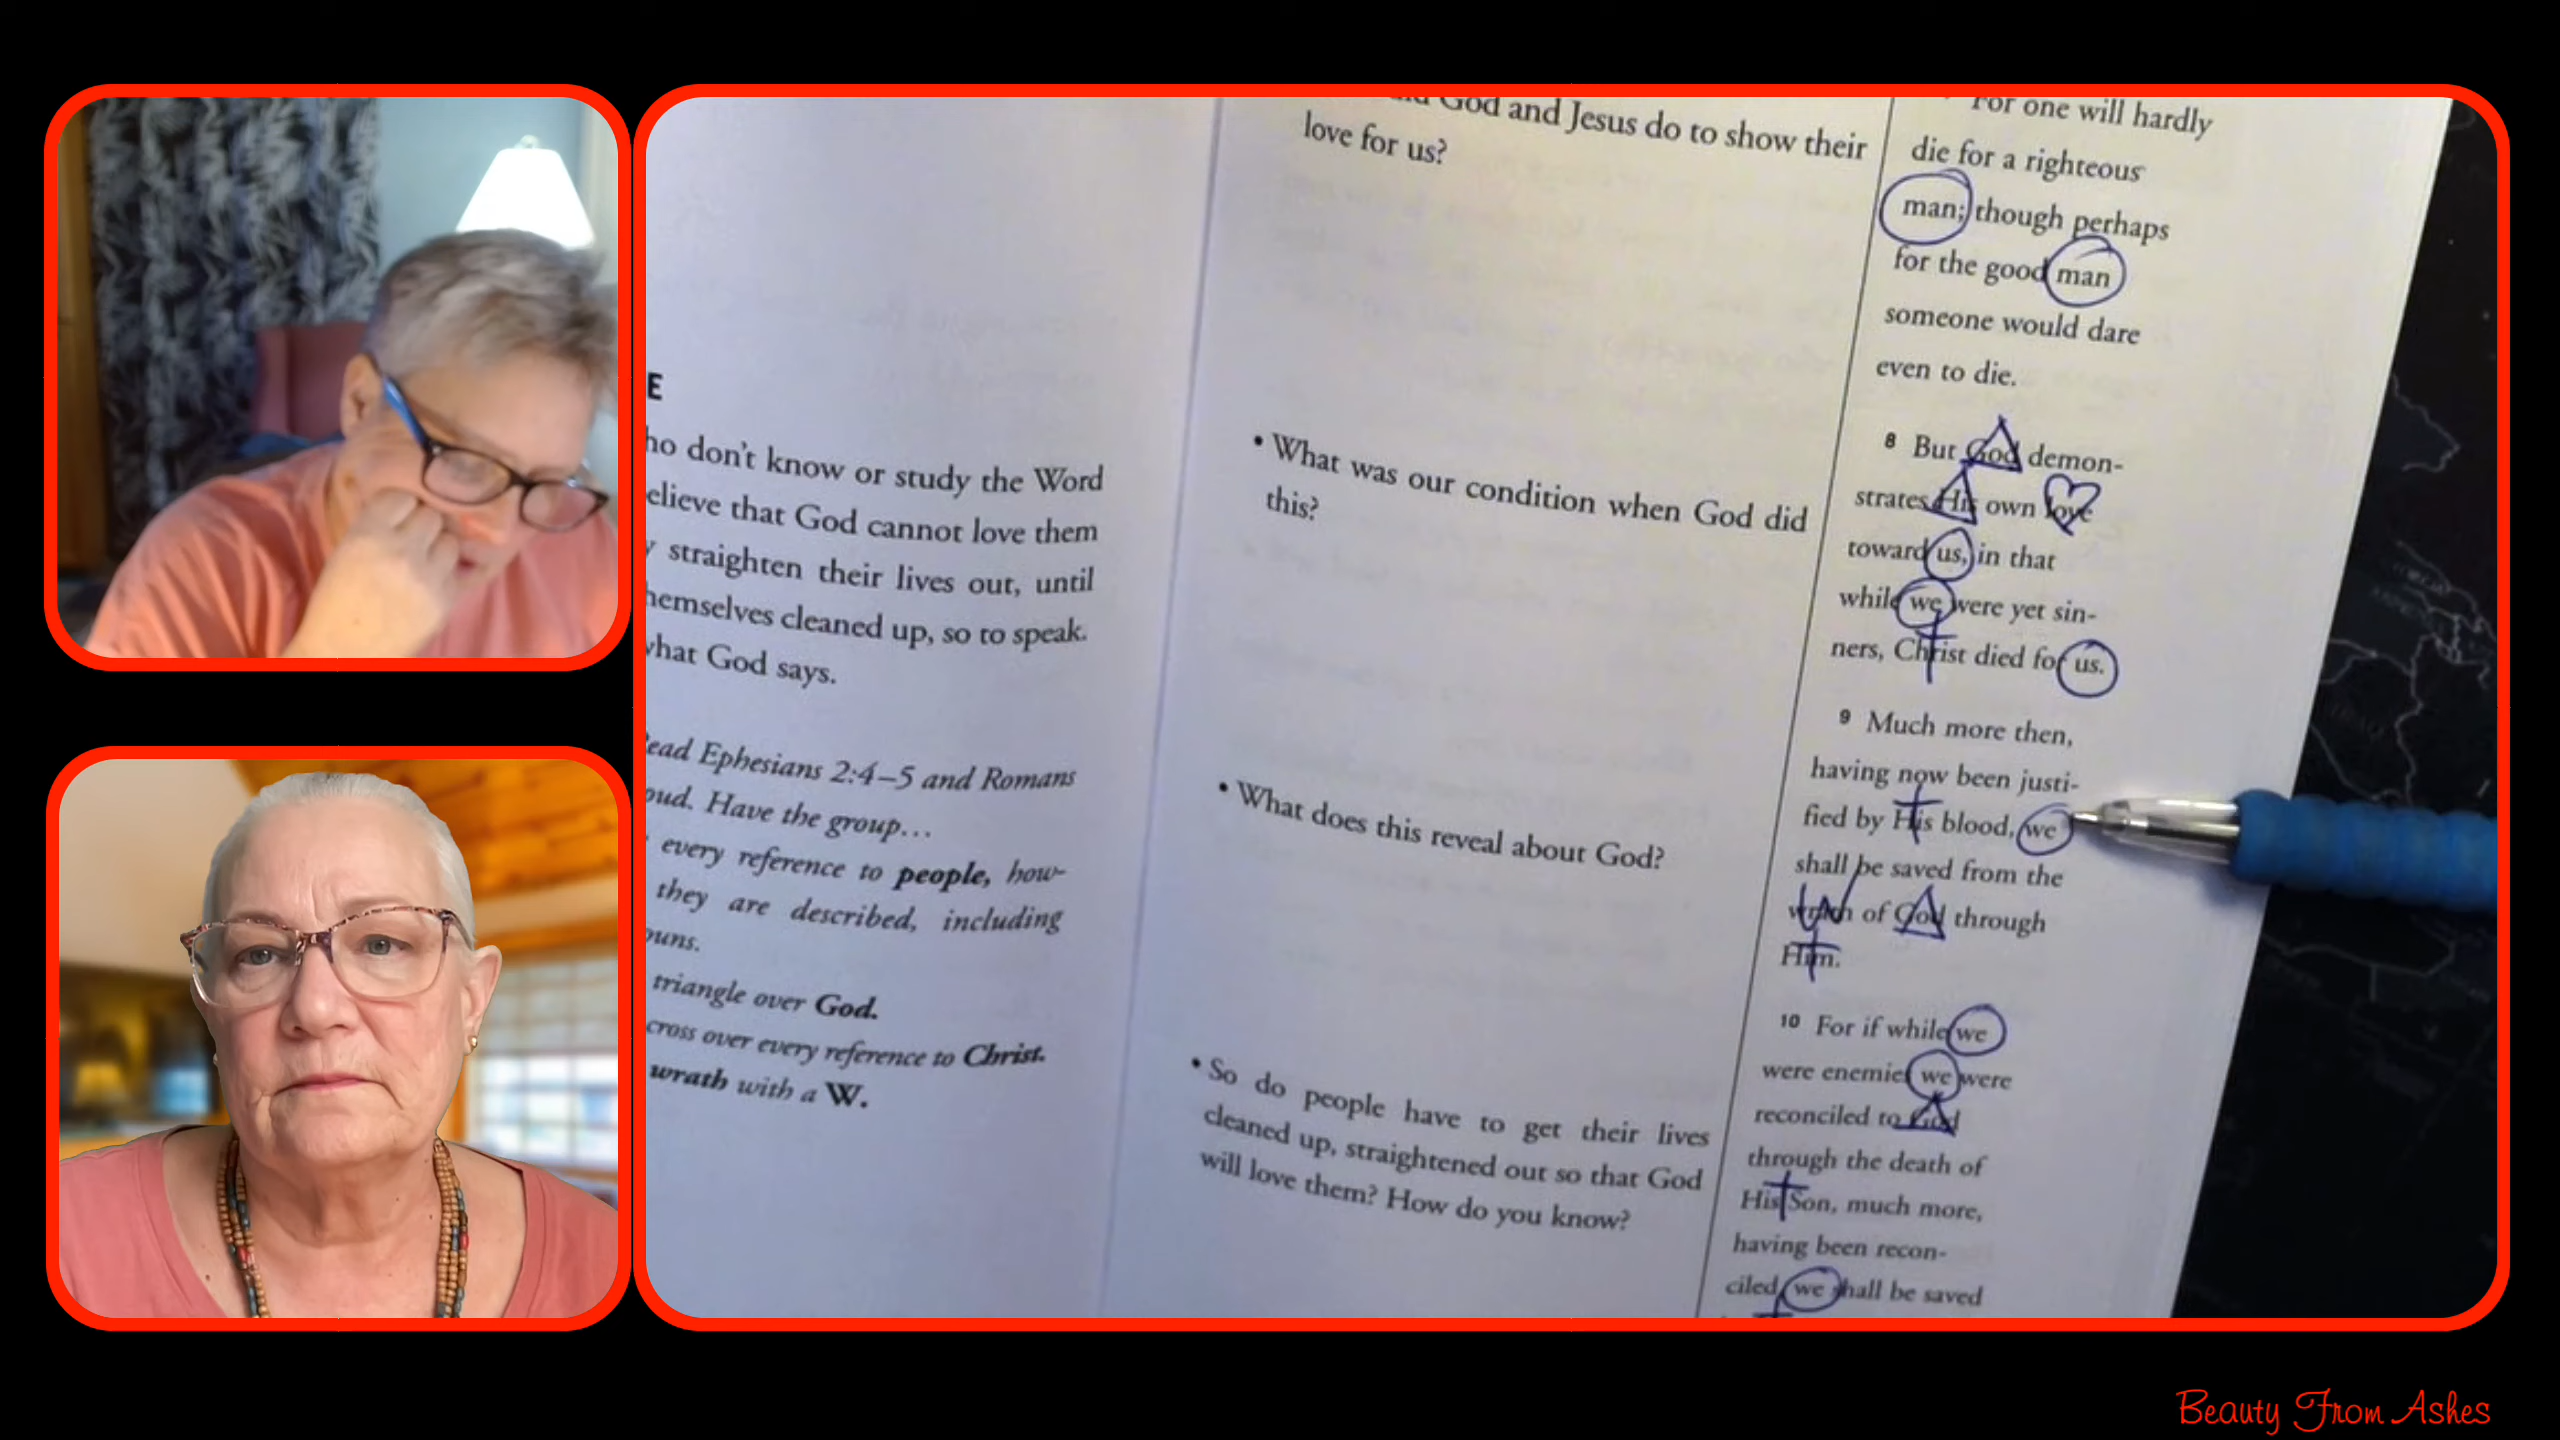 E
who don't know or study the Word
believe that God cannot love them
straighten their lives out, until
themselves cleaned up, so to speak.
what God says.
Read Ephesians 2:4–5 and Romans
loud. Have the group…
every reference to people, how-
they are described, including
triangle over God.
cross over every reference to Christ.
wrath with a W.
God and Jesus do to show their
love for us?
• What was our condition when God did
this?
• What does this reveal about God?
• So do people have to get their lives
cleaned up, straightened out so that God
will love them? How do you know?
For one will hardly
die for a righteous
man; though perhaps
for the good man
someone would dare
even to die.
8 But God demon-
strates His own love
toward us, in that
while we were yet sin-
ners, Christ died for us.
9 Much more then,
having now been justi-
fied by His blood, we
shall be saved from the
wrath of God through
Him.
W
10 For if while we
were enemies we were
reconciled to God
through the death of
His Son, much more,
having been recon-
ciled, we shall be saved
Beauty From Ashes